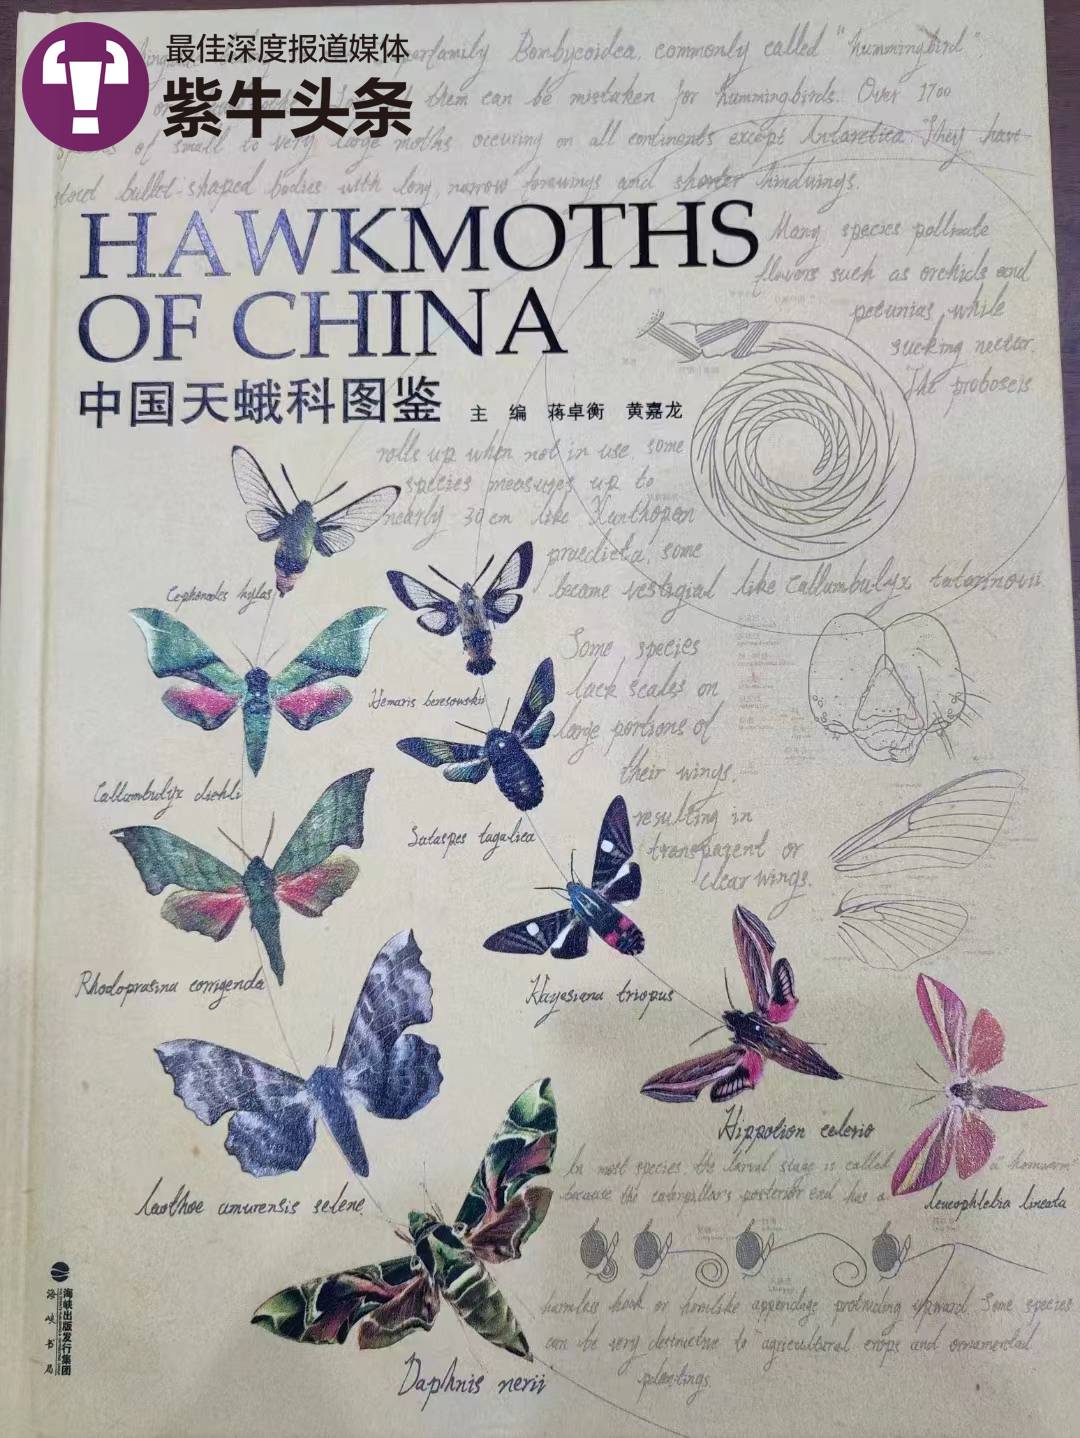 最佳深度报道媒体
紫牛头条
family Bombycoidea, commonly called "hummingbird"
them can be mistaken for hummingbirds. Over 1700
species of small to very large moths occuring on all continents except Antarctica. They have
stout bullet-shaped bodies with long, narrow forewings and shorter hindwings.
HAWKMOTHS
OF CHINA
中国天蛾科图鉴
主 编 蒋卓衡 黄嘉龙
Many species pollinate
flowers such as orchids and
petunias while
sucking nectar.
The proboscis
rolls up when not in use, some
species measures up to
nearly 30 cm like Xanthopan
praedicta, some
become vestigial like Callambulyx tatarinovii
Cephonodes hylas
Some species
lack scales on
large portions of
their wings,
resulting in
transparent or
clear wings.
Hemaris beresowskii
Callambulyx diehli
Sataspes tagalica
Rhodoprasina corrigenda
Hayesiana triopus
Hippotion celerio
Laothoe amurensis selene
Leucophlebia lineata
In most species, the larval stage is called a "hornworm"
because the caterpillar's posterior end has a
harmless hook or hornlike appendage protruding upward. Some species
can be very destructive to agricultural crops and ornamental
plantings.
Daphnis nerii
海峡出版发行集团
海峡书局